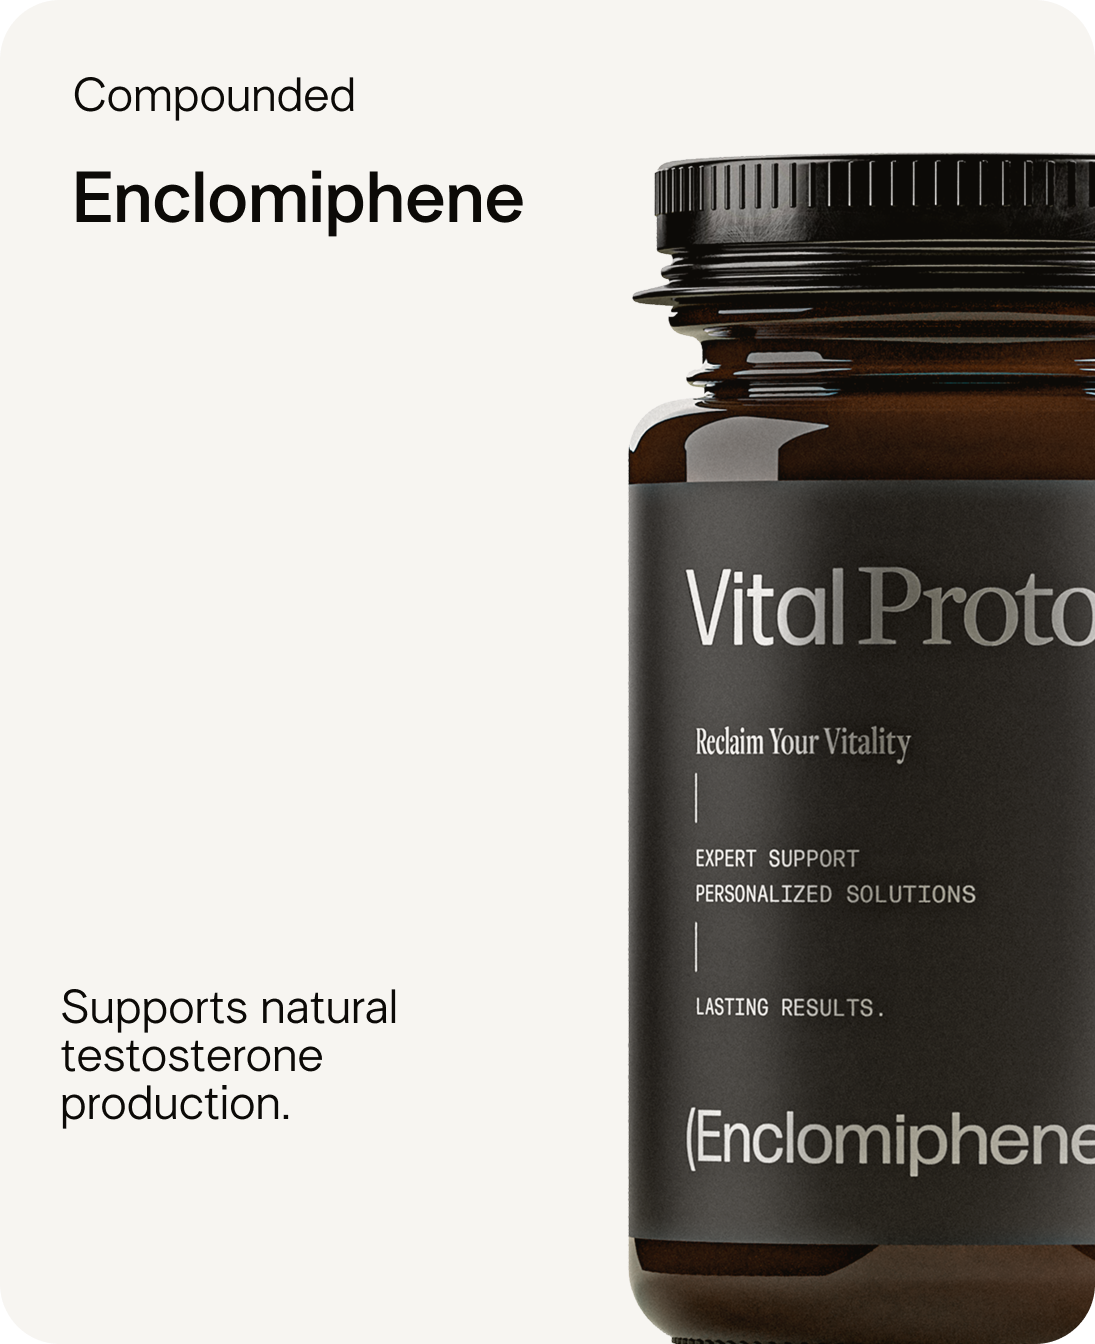 Compounded
Enclomiphene
Vital Proto
Reclaim Your Vitality
EXPERT SUPPORT
PERSONALIZED SOLUTIONS
LASTING RESULTS.
Supports natural
testosterone
production.
(Enclomiphene